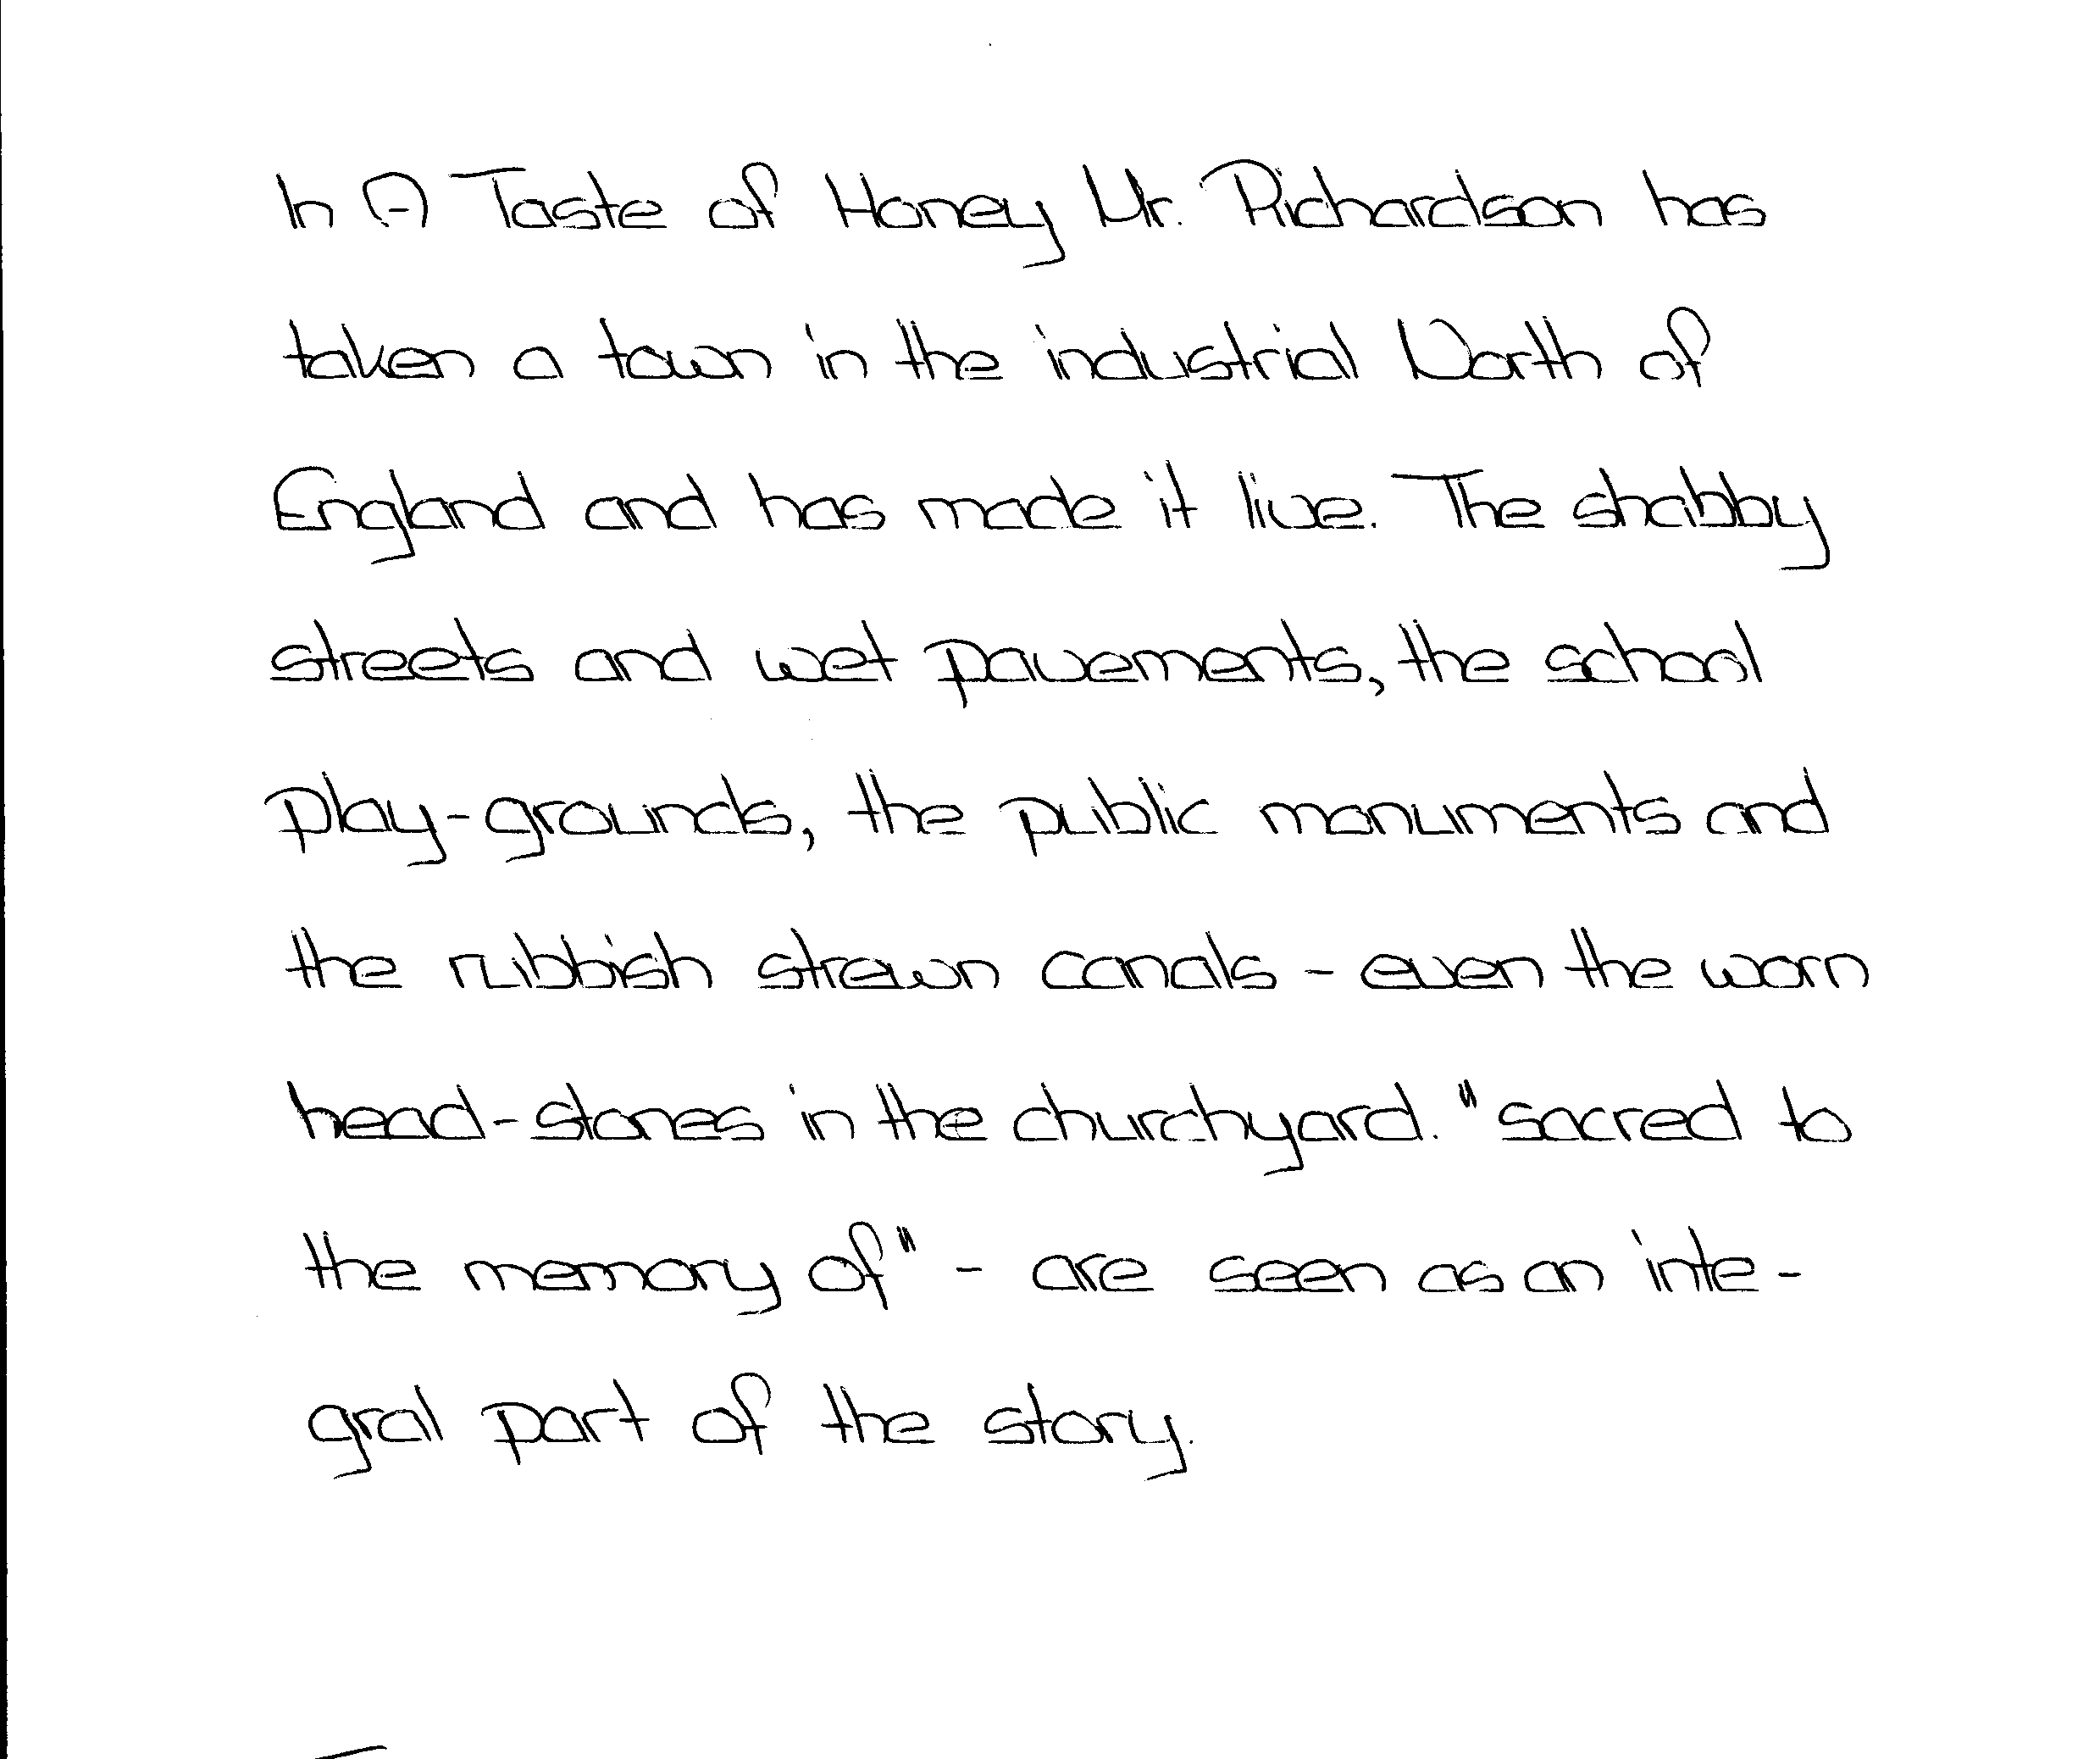 In A Taste of Honey Mr. Richardson has
taken a town in the industrial North of
England and has made it live. The shabby
streets and wet pavements, the school
play-grounds, the public monuments and
the rubbish strewn canals - even the worn
head-stones in the churchyard. "sacred to
the memory of" - are seen as an inte-
gral part of the story.